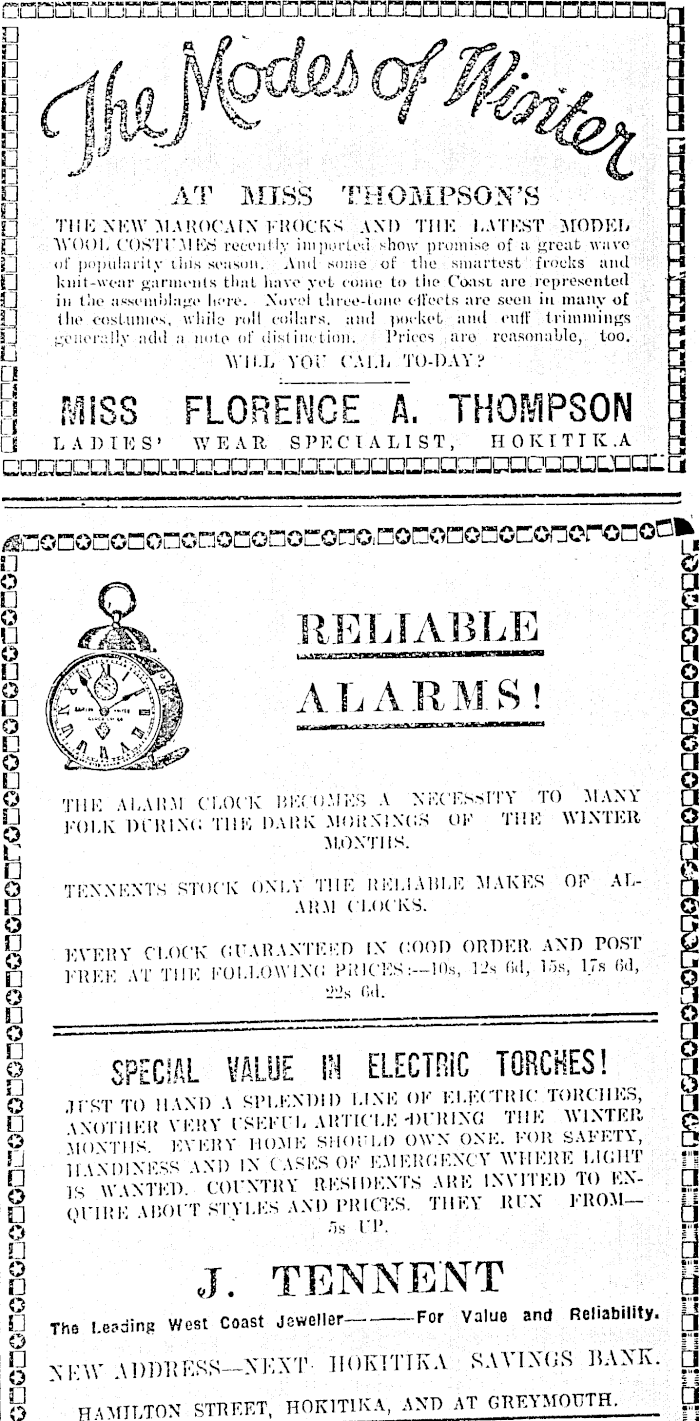 The Modes of Winter
AT MISS THOMPSON'S
THE NEW MAROCAIN FROCKS AND THE LATEST MODEL
WOOL COSTUMES recently imported show promise of a great wave
of popularity this season. And some of the smartest frocks and
knit-wear garments that have yet come to the Coast are represented
in the assemblage here. Novel three-tone effects are seen in many of
the costumes, while roll collars, and pocket and cuff trimmings
generally add a note of distinction. Prices are reasonable, too.
WILL YOU CALL TO-DAY?
MISS FLORENCE A. THOMPSON
LADIES' WEAR SPECIALIST, HOKITIKA
RELIABLE
ALARMS!
THE ALARM CLOCK BECOMES A NECESSITY TO MANY
FOLK DURING THE DARK MORNINGS OF THE WINTER
MONTHS.
TENNENTS STOCK ONLY THE RELIABLE MAKES OF AL-
ARM CLOCKS.
EVERY CLOCK GUARANTEED IN GOOD ORDER AND POST
FREE AT THE FOLLOWING PRICES:—10s, 12s 6d, 15s, 17s 6d,
22s 6d.
SPECIAL VALUE IN ELECTRIC TORCHES!
JUST TO HAND A SPLENDID LINE OF ELECTRIC TORCHES,
ANOTHER VERY USEFUL ARTICLE DURING THE WINTER
MONTHS. EVERY HOME SHOULD OWN ONE. FOR SAFETY,
HANDINESS AND IN CASES OF EMERGENCY WHERE LIGHT
IS WANTED. COUNTRY RESIDENTS ARE INVITED TO EN-
QUIRE ABOUT STYLES AND PRICES. THEY RUN FROM—
5s UP.
J. TENNENT
The Leading West Coast Jeweller———For Value and Reliability.
NEW ADDRESS—NEXT HOKITIKA SAVINGS BANK.
HAMILTON STREET, HOKITIKA, AND AT GREYMOUTH.